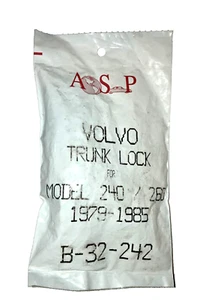 ASP
VOLVO
TRUNK LOCK
FOR
MODEL 240 / 260
1979-1985
B-32-242